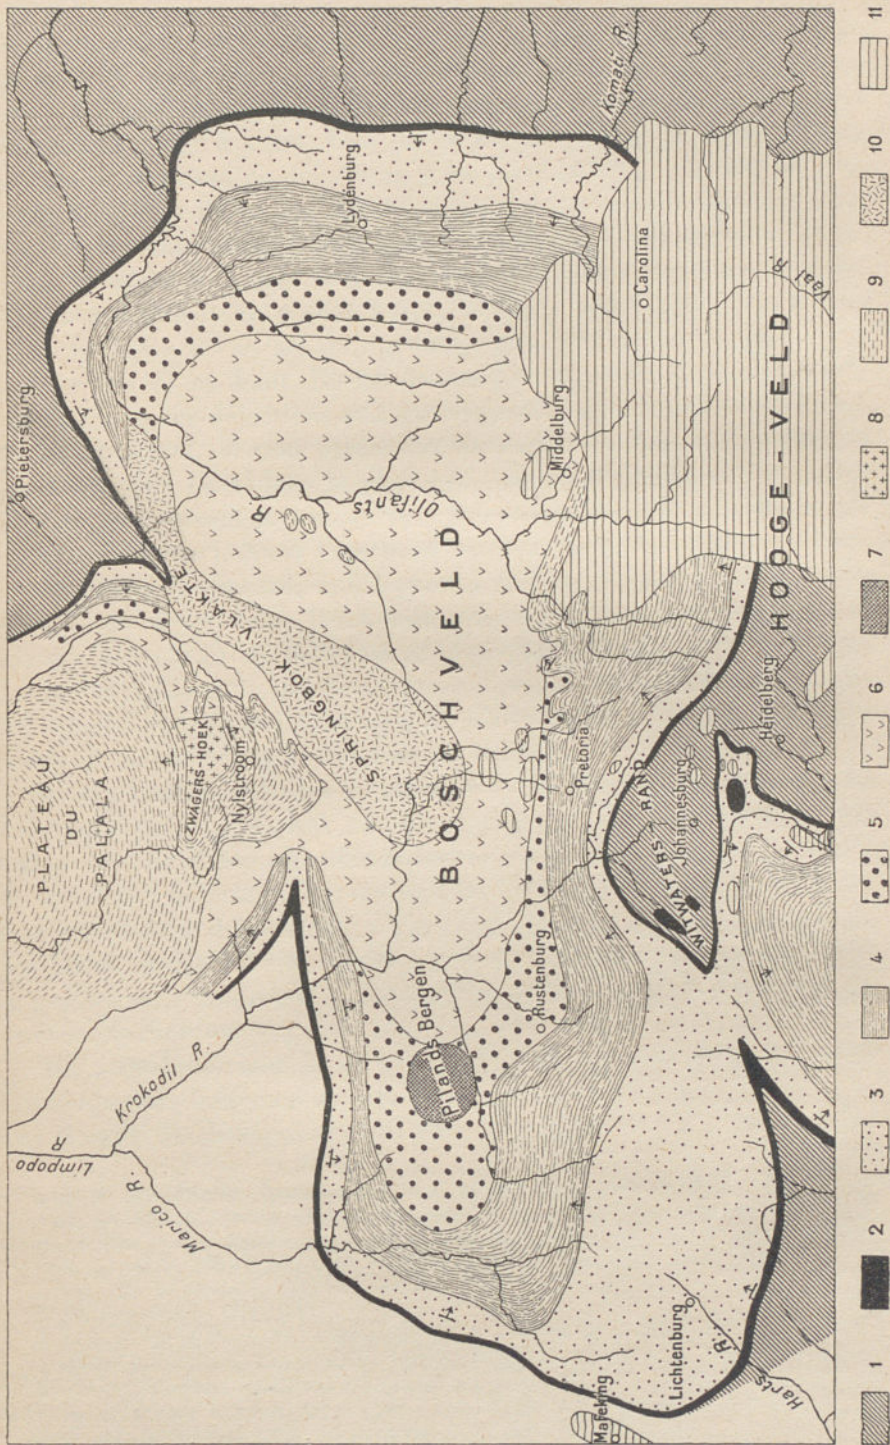 PLATEAU
DU
PALALA
ZWAGERS-HOEK
Nylstroom
Pietersburg
SPRINGBOK VLAKTE
Limpopo R
Krokodil R.
Marico R.
Pilands Bergen
BOSCHVELD
Olifants R
Lydenburg
Komati R.
Rustenburg
Pretoria
Middelburg
Carolina
Mafeking
Lichtenburg
Harts R.
WITWATERS-RAND
Johannesburg
Heidelberg
HOOGE-VELD
Vaal R.
1 2 3 4 5 6 7 8 9 10 11